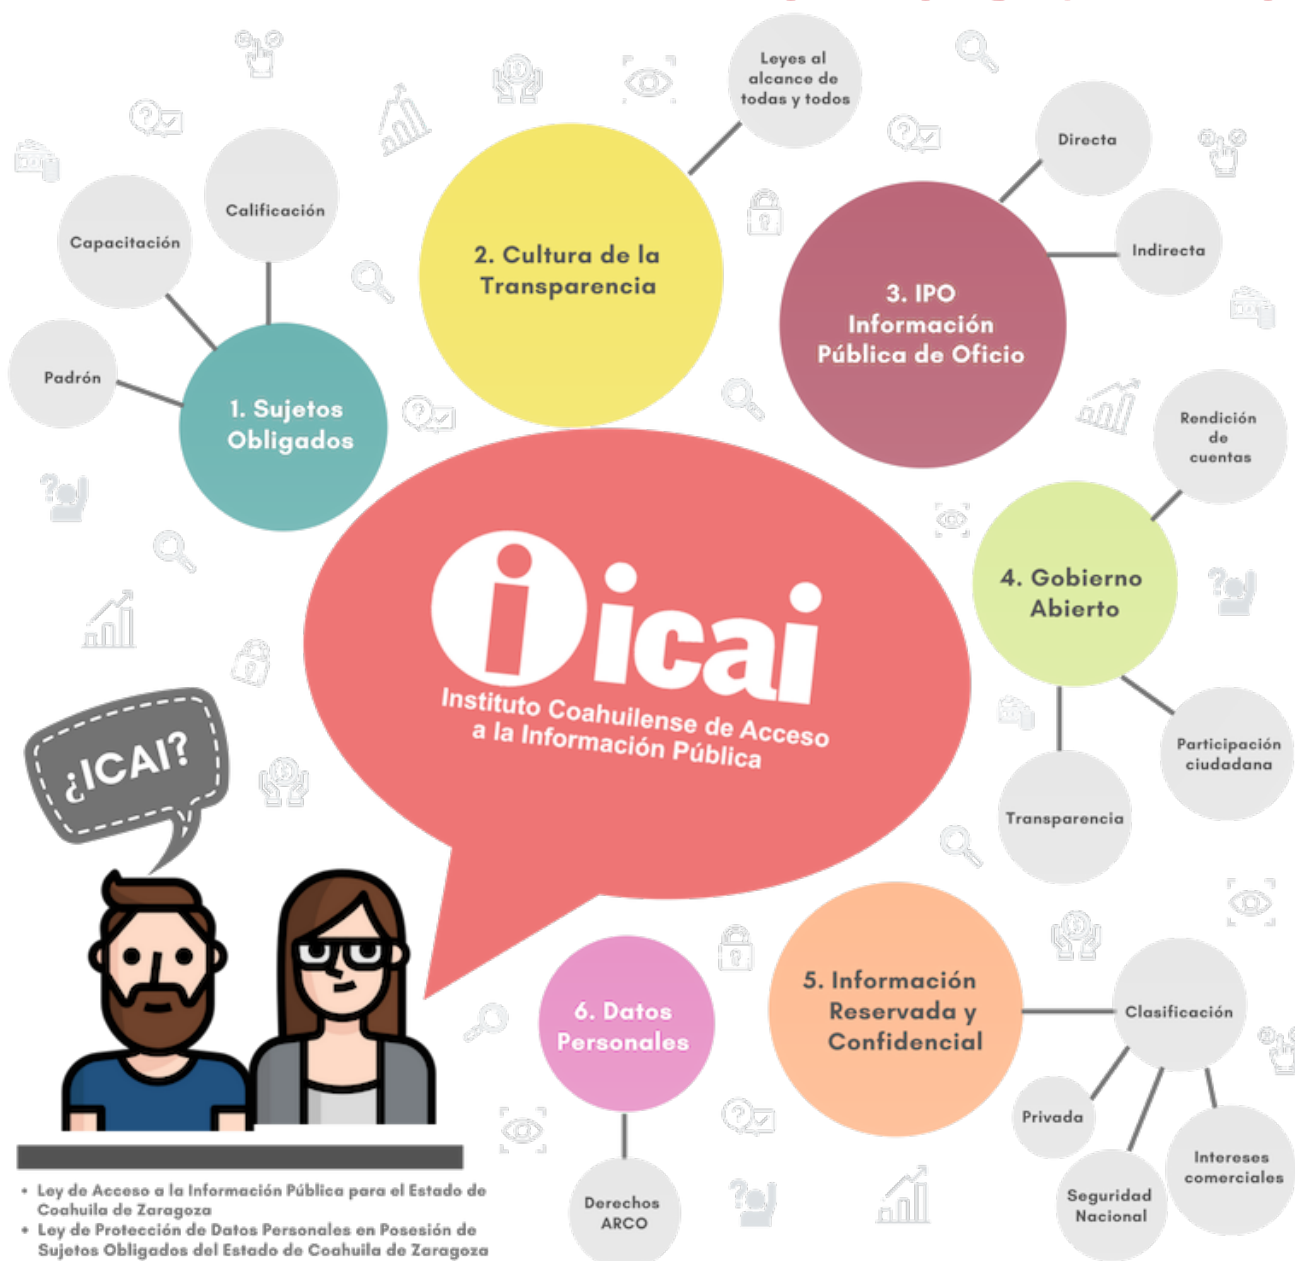 Leyes al
alcance de
todas y todos
Directa
Indirecta
Calificación
Capacitación
Padrón
1. Sujetos
Obligados
2. Cultura de la
Transparencia
3. IPO
Información
Pública de Oficio
Rendición
de
cuentas
4. Gobierno
Abierto
Participación
ciudadana
Transparencia
i icai
Instituto Coahuilense de Acceso
a la Información Pública
¿ICAI?
5. Información
Reservada y
Confidencial
Clasificación
Privada
Seguridad
Nacional
Intereses
comerciales
6. Datos
Personales
Derechos
ARCO
• Ley de Acceso a la Información Pública para el Estado de
Coahuila de Zaragoza
• Ley de Protección de Datos Personales en Posesión de
Sujetos Obligados del Estado de Coahuila de Zaragoza